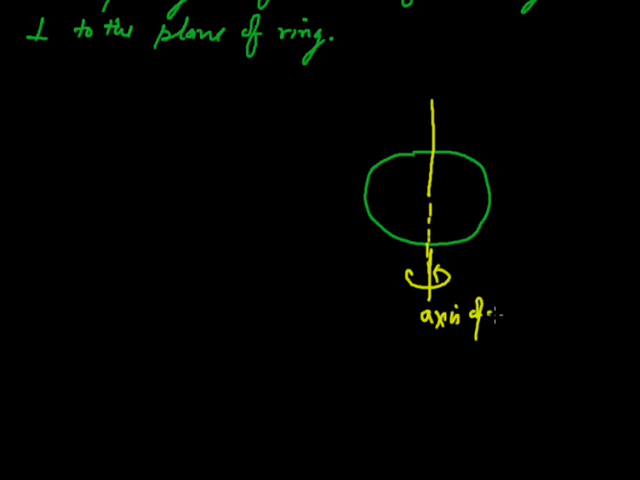 ⊥ to the plane of ring.
axis of